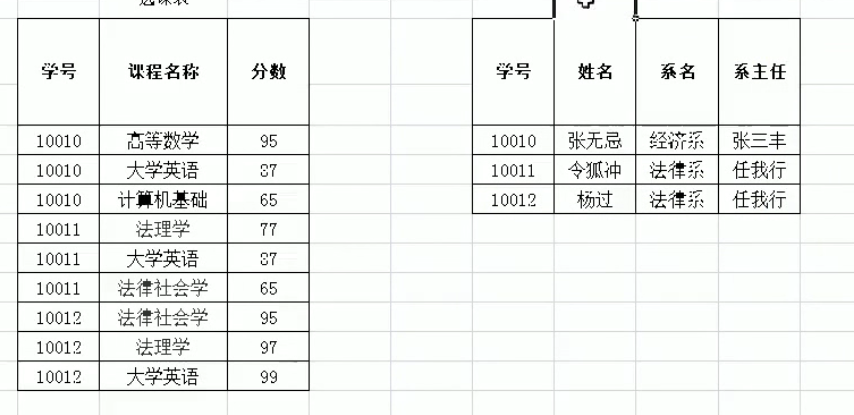 选课表
学号 课程名称 分数
10010 高等数学 95
10010 大学英语 87
10010 计算机基础 65
10011 法理学 77
10011 大学英语 87
10011 法律社会学 65
10012 法律社会学 95
10012 法理学 97
10012 大学英语 99
学号 姓名 系名 系主任
10010 张无忌 经济系 张三丰
10011 令狐冲 法律系 任我行
10012 杨过 法律系 任我行